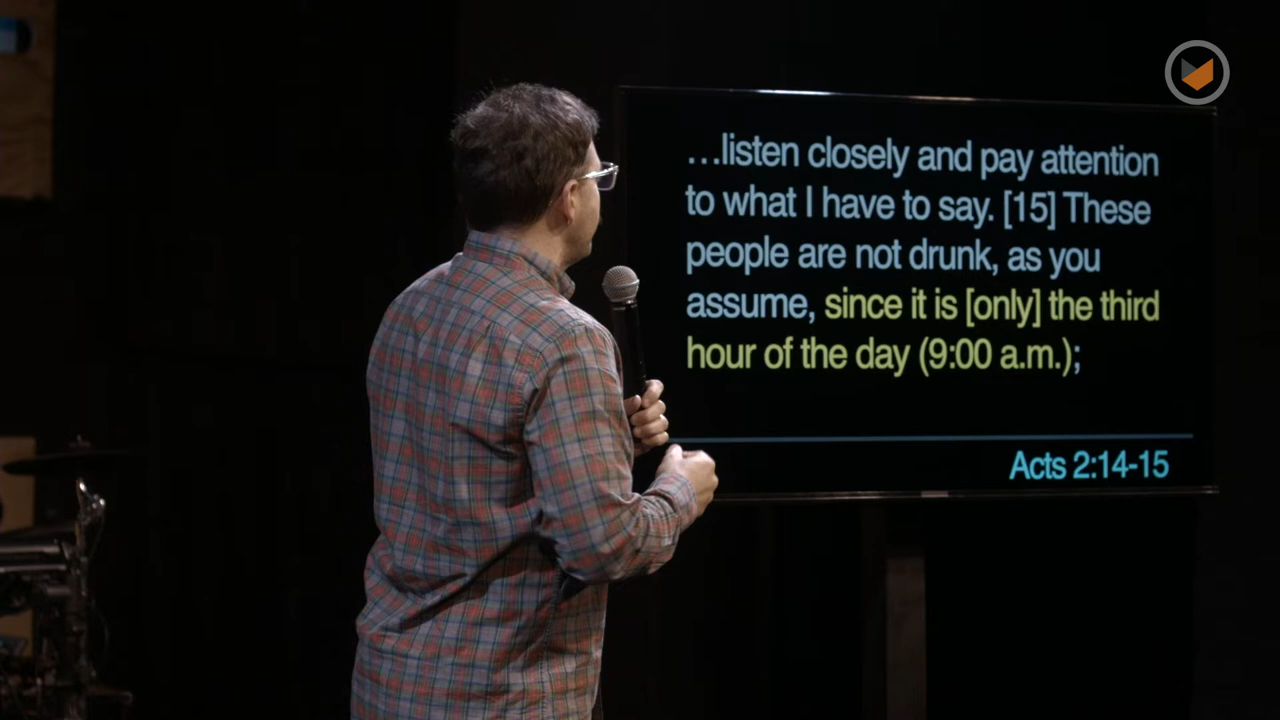 …listen closely and pay attention
to what I have to say. [15] These
people are not drunk, as you
assume, since it is [only] the third
hour of the day (9:00 a.m.);
Acts 2:14-15